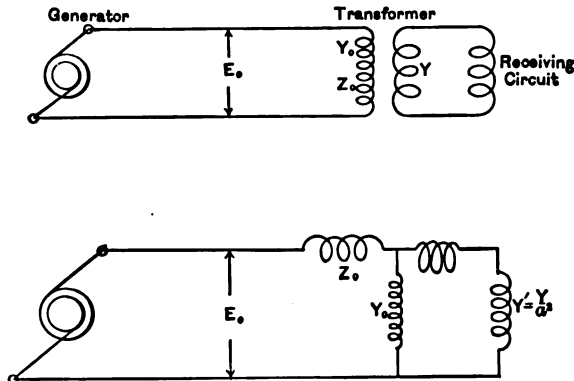 Generator
Transformer
E₀
Y₀
Z₀
Y
Receiving
Circuit
E₀
Z₀
Y₀
Y'=Y/a²